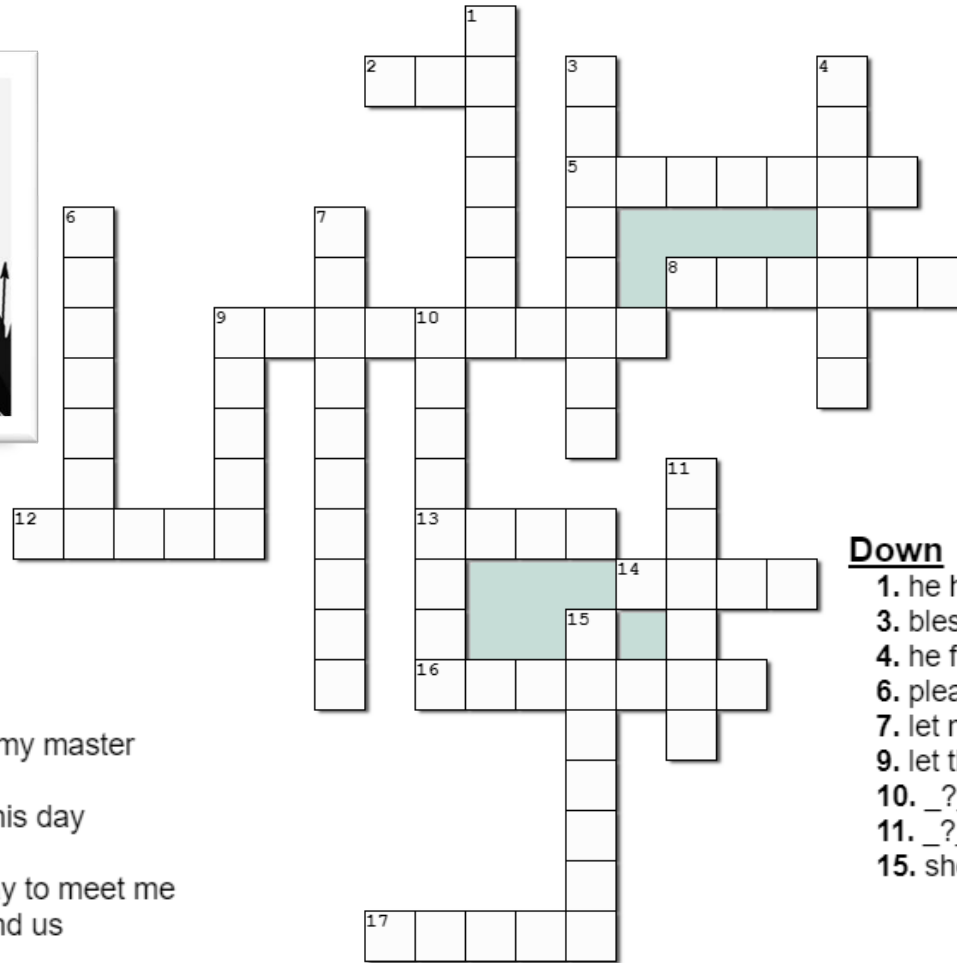 1
2 3 4
5
6 7
8
9 10
11
12 13
14
15
16
17
my master
his day
y to meet me
nd us
Down
1. he h
3. bles
4. he f
6. plea
7. let
9. let t
10. _?_
11. _?_
15. she